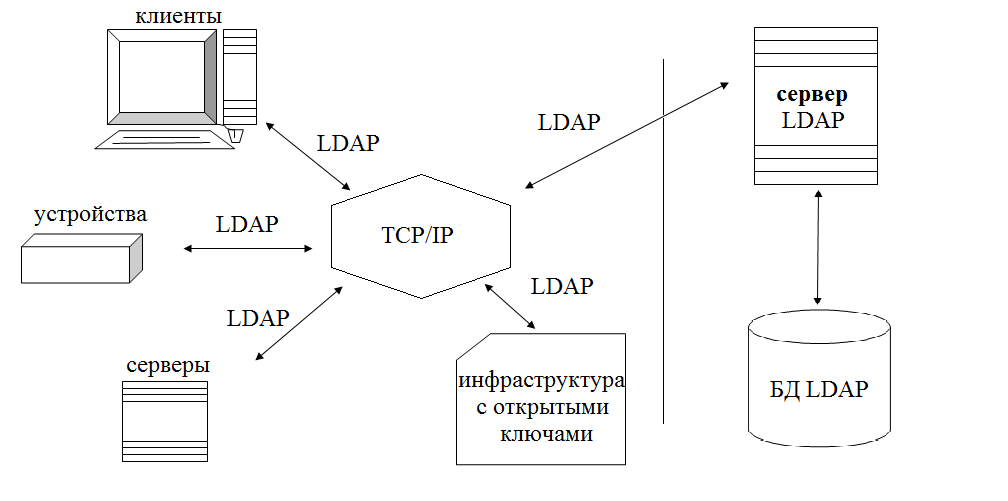 клиенты
LDAP
LDAP
сервер
LDAP
устройства
LDAP
TCP/IP
LDAP
LDAP
серверы
инфраструктура
с открытыми
ключами
БД LDAP